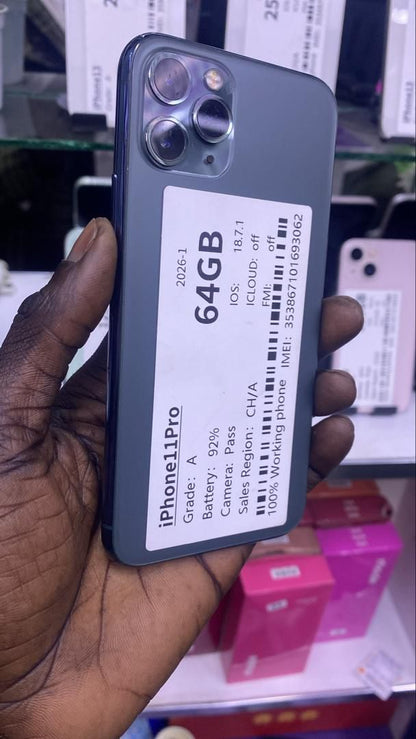 iPhone11Pro
2026-1
Grade: A
64GB
Battery: 92%
IOS: 18.7.1
Camera: Pass
ICLOUD: off
Sales Region: CH/A
FMI: off
100% Working phone IMEI: 353867101693062
iPhone13